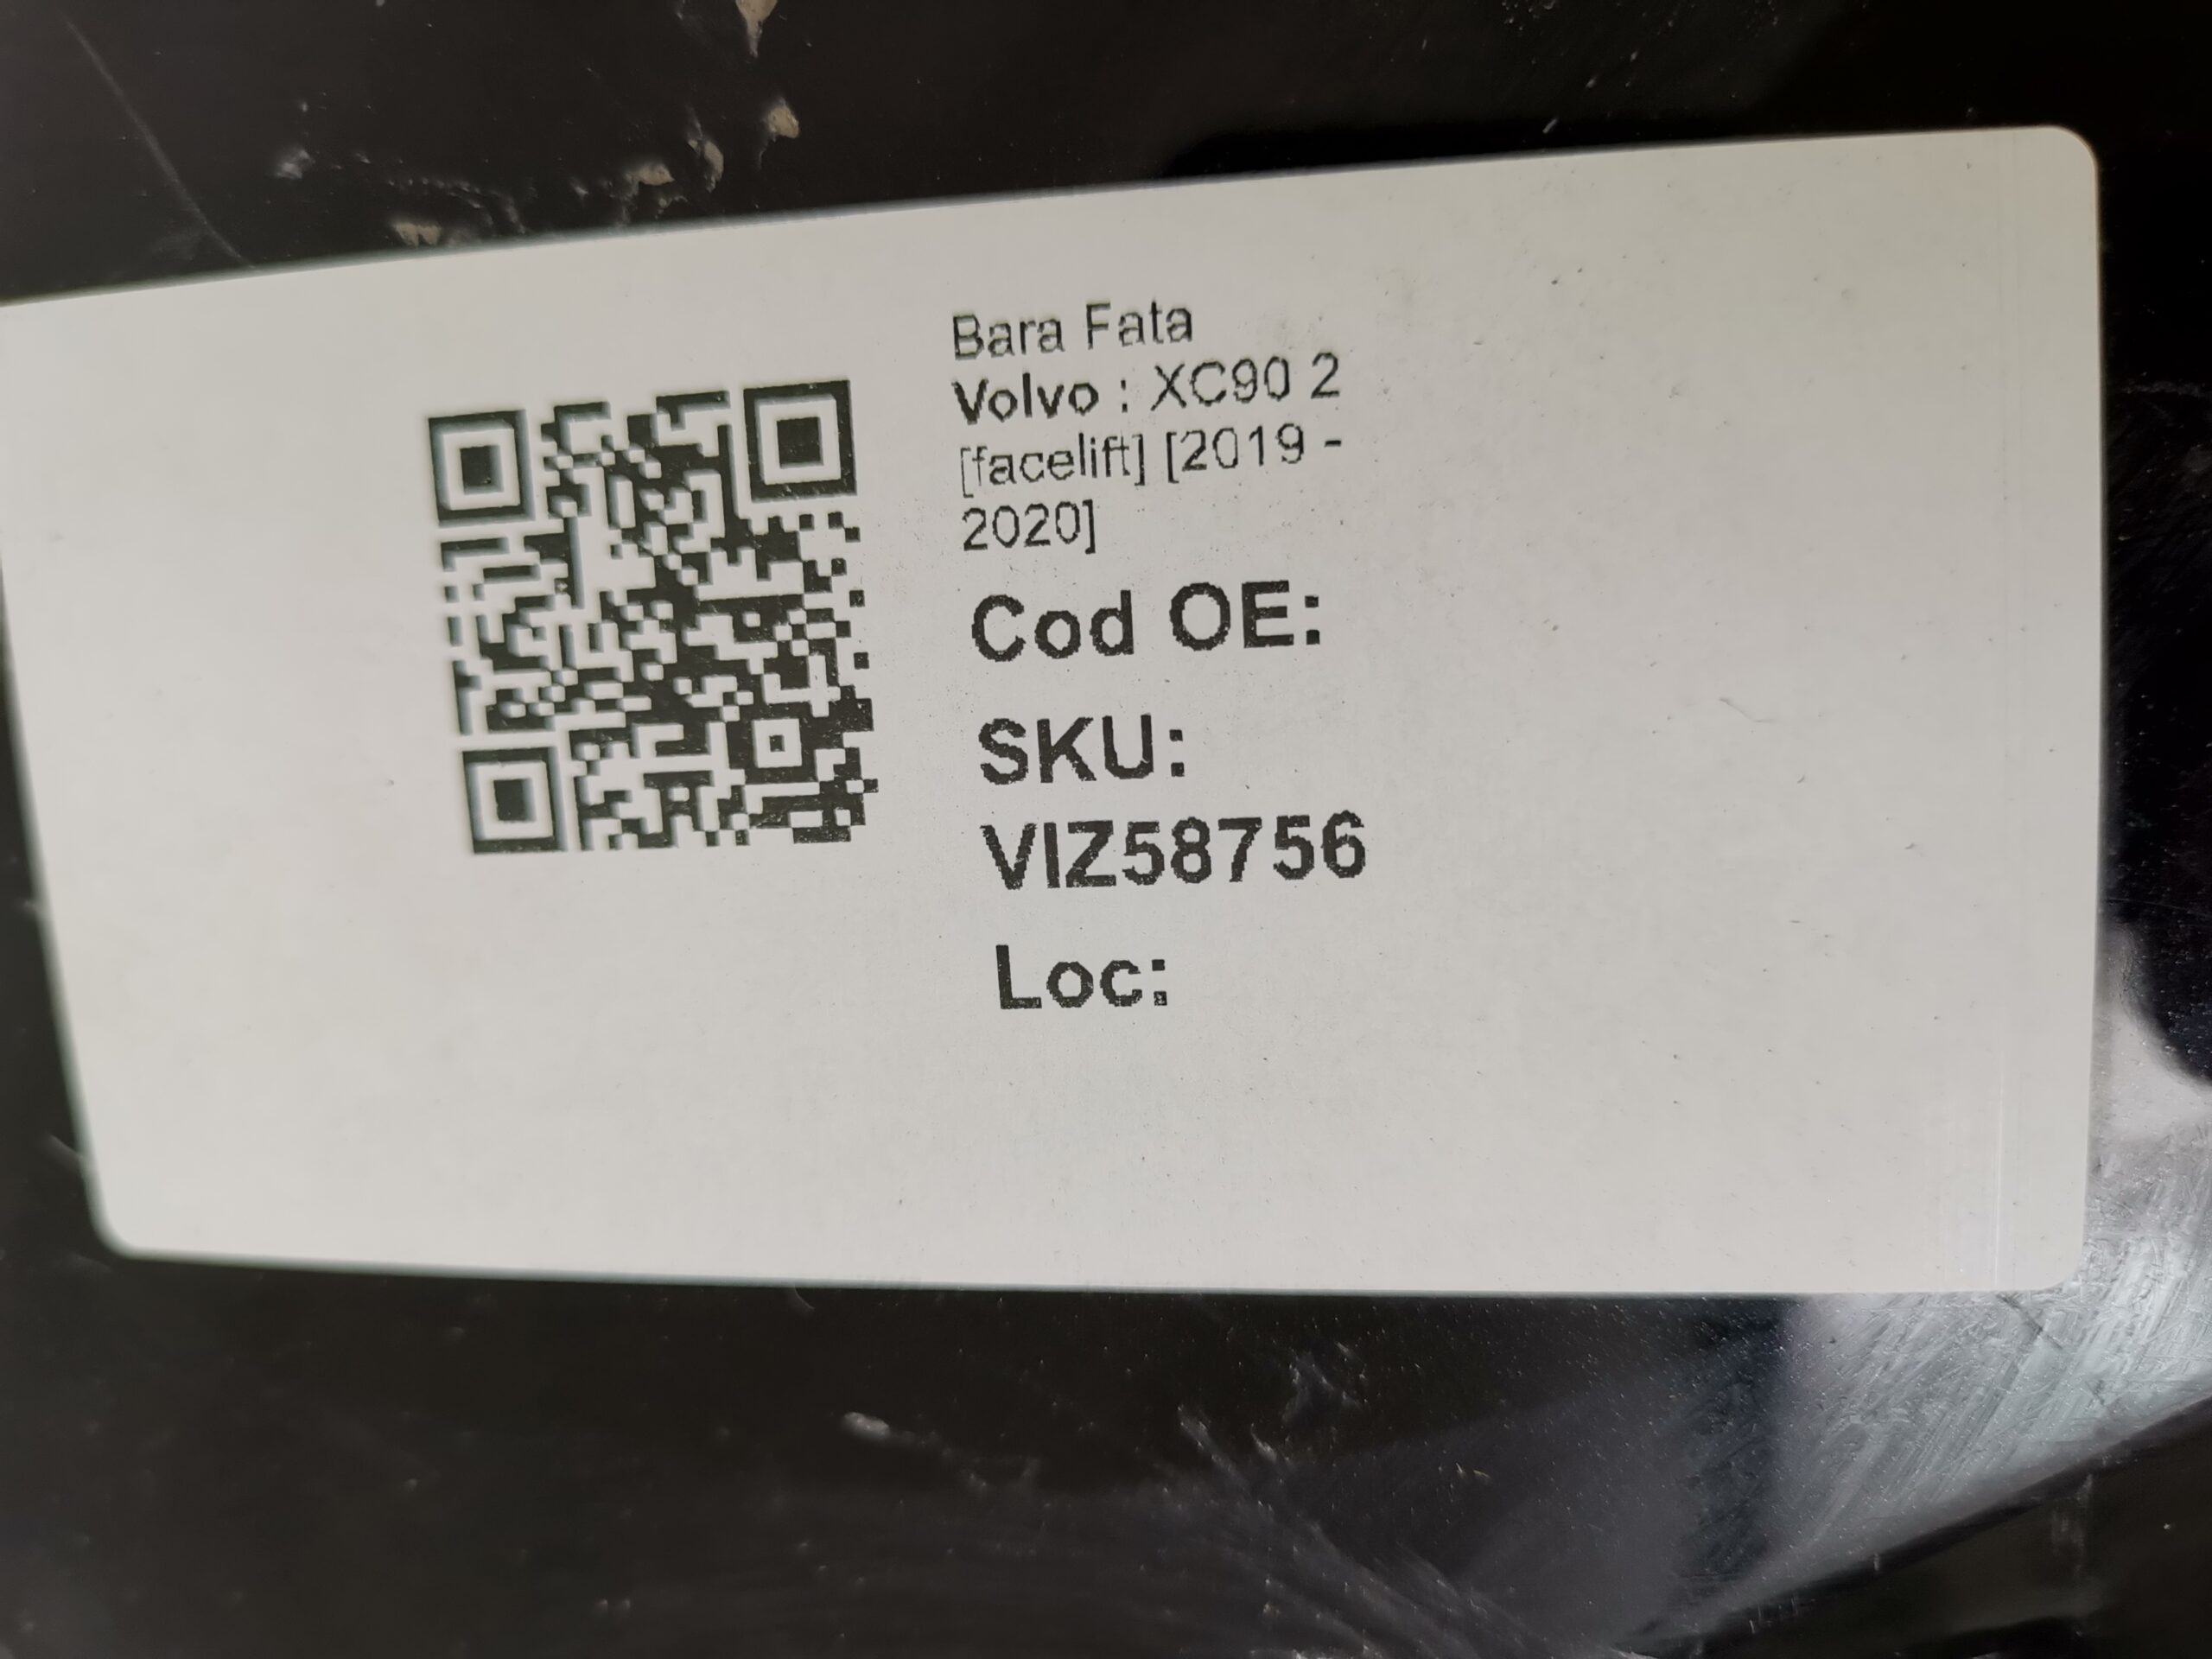 Bara Fata
Volvo : XC90 2
[facelift] [2019 -
2020]
Cod OE:
SKU:
VIZ58756
Loc: